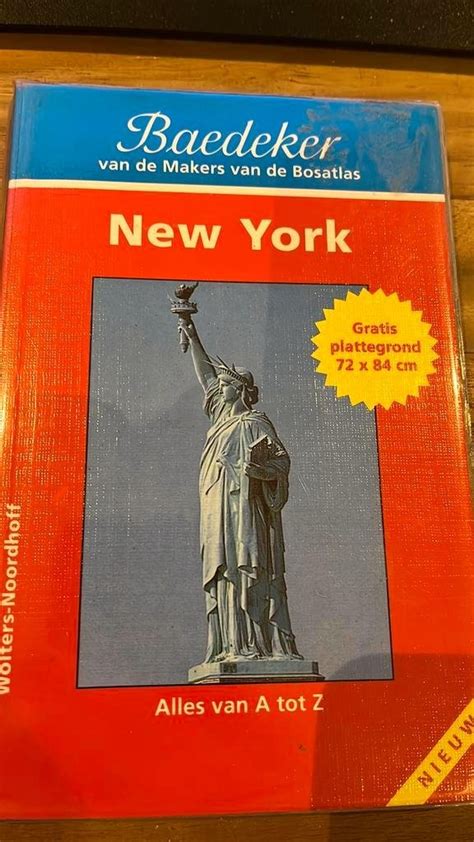 Baedeker
van de Makers van de Bosatlas
New York
Gratis
plattegrond
72 x 84 cm
Wolters-Noordhoff
Alles van A tot Z
NIEUW